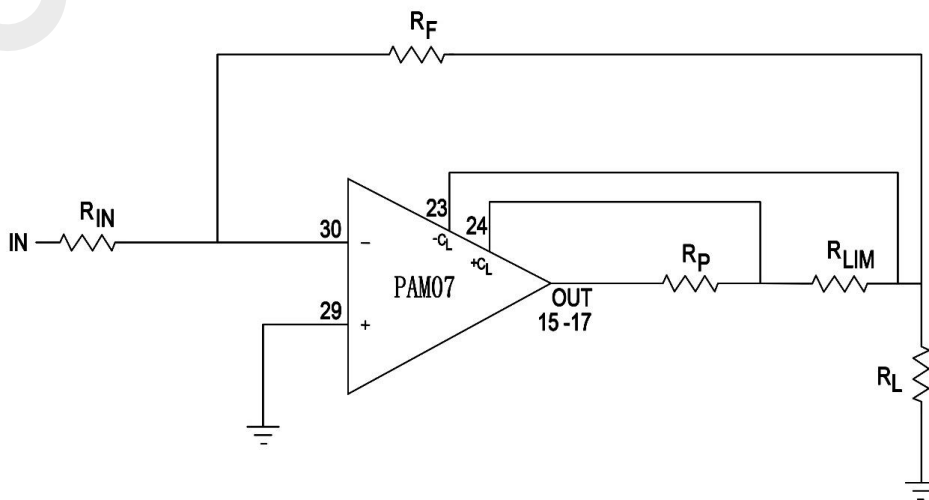 RF
RIN
IN
30
−
23
-CL
24
+CL
PAM07
29
+
OUT
15-17
RP
RLIM
RL